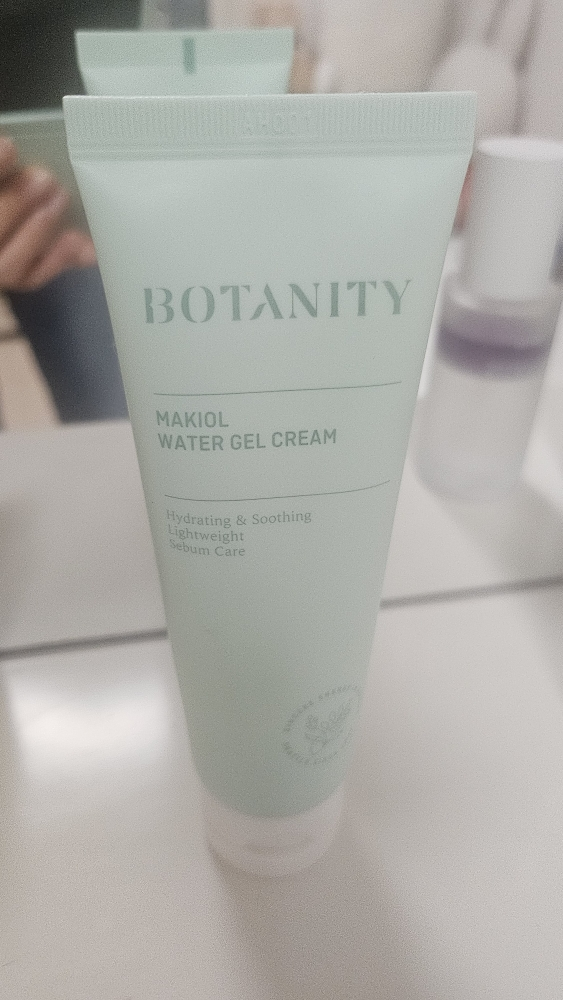 BOTANITY
MAKIOL
WATER GEL CREAM
Hydrating & Soothing
Lightweight
Sebum Care